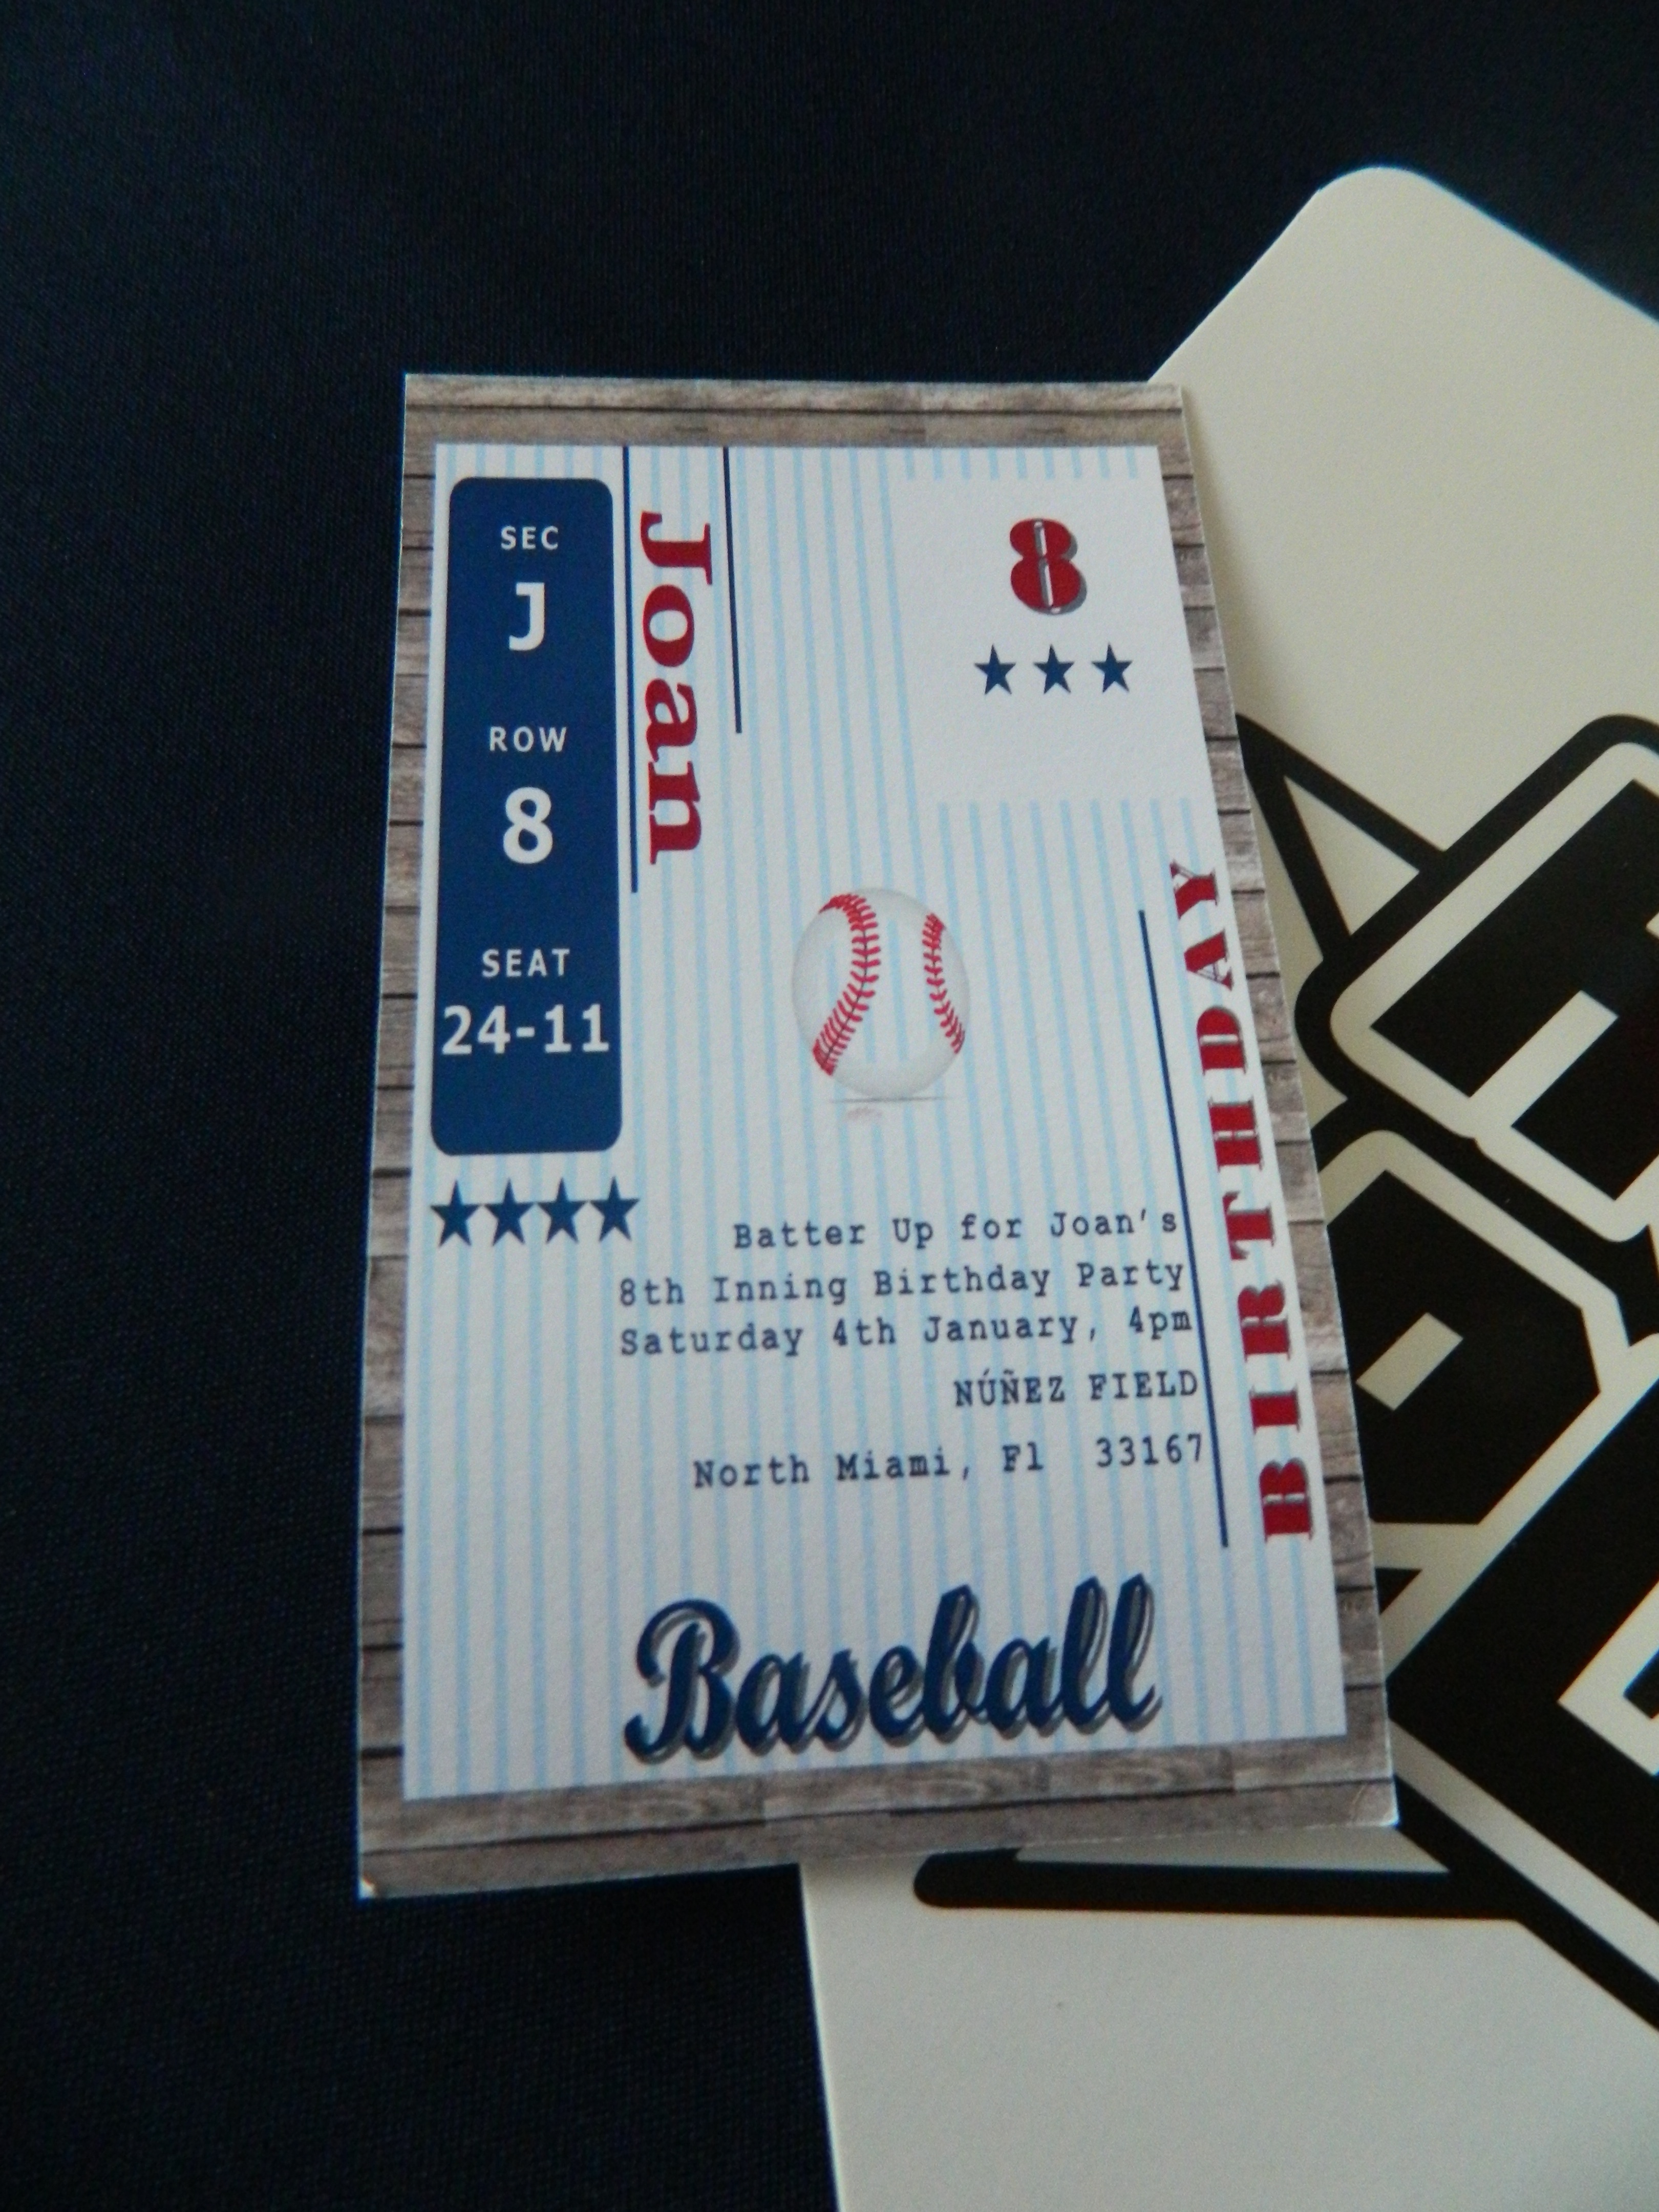 SEC
J
ROW
8
SEAT
24-11
Joan
8
BIRTHDAY
Batter Up for Joan's
8th Inning Birthday Party
Saturday 4th January, 4pm
NÚÑEZ FIELD
North Miami, Fl 33167
Baseball